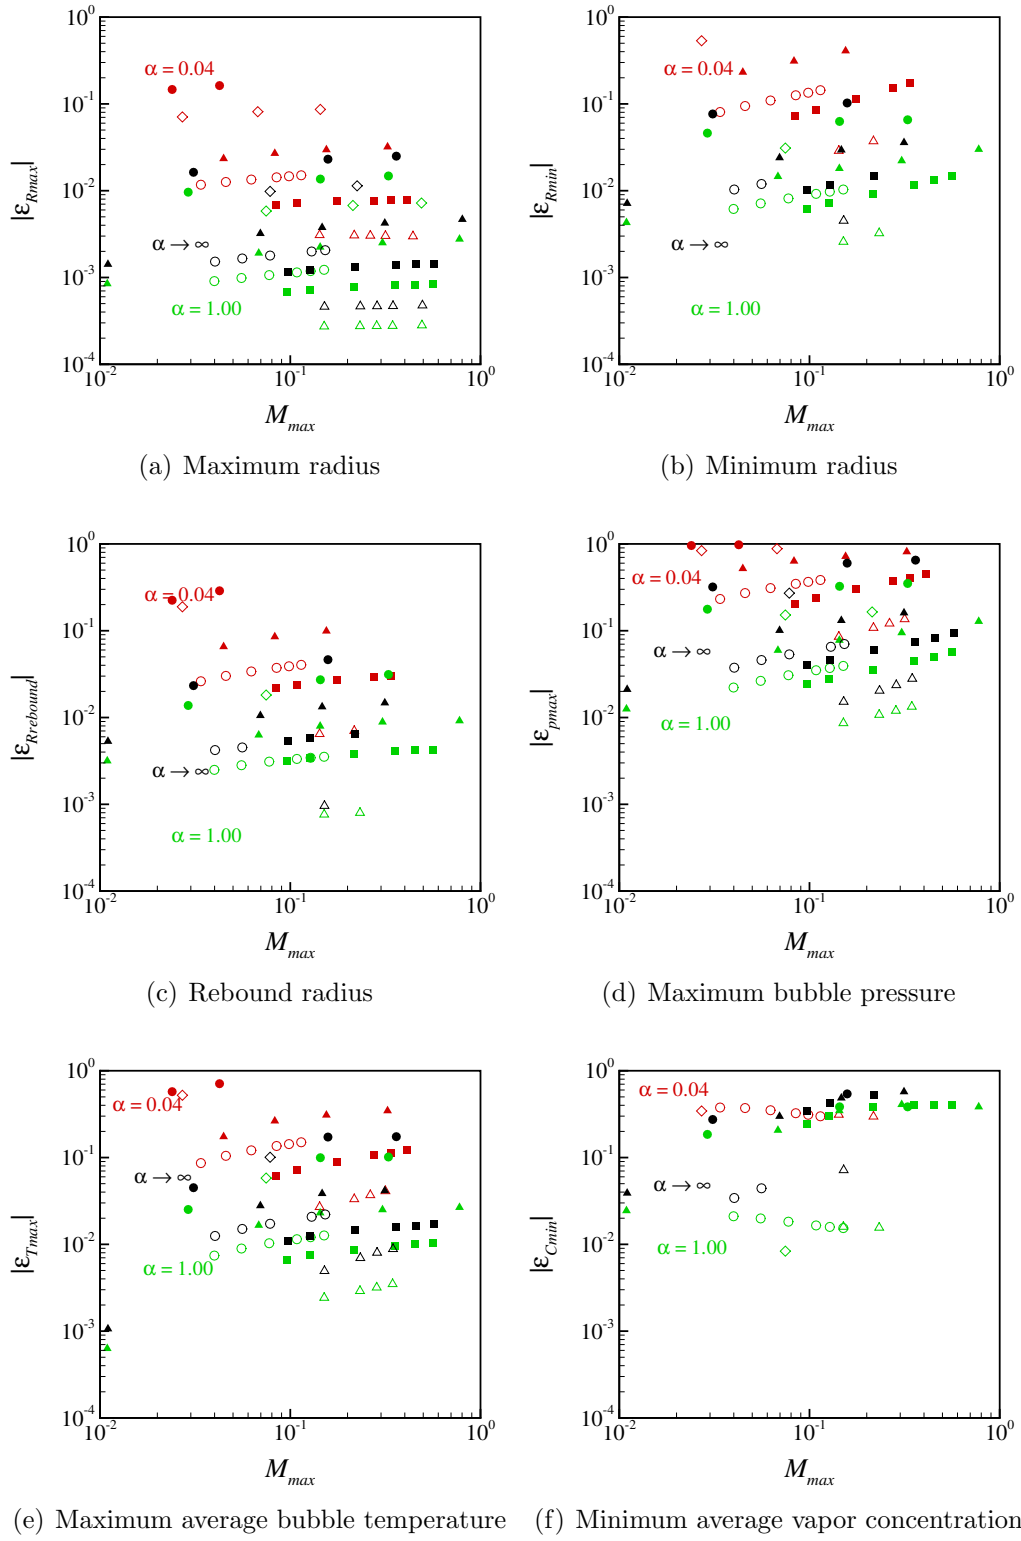 10^0 10^0
α = 0.04 α = 0.04
10^-1 10^-1
|ε_Rmax| |ε_Rmin|
10^-2 10^-2
α → ∞ α → ∞
10^-3 10^-3
α = 1.00 α = 1.00
10^-4 10^-4
10^-2 10^-1 10^0 10^-2 10^-1 10^0
M_max M_max
(a) Maximum radius (b) Minimum radius
10^0 10^0
α = 0.04 α = 0.04
10^-1 10^-1
α → ∞
|ε_Rrebound| |ε_pmax|
10^-2 10^-2
α = 1.00
α → ∞
10^-3 10^-3
α = 1.00
10^-4 10^-4
10^-2 10^-1 10^0 10^-2 10^-1 10^0
M_max M_max
(c) Rebound radius (d) Maximum bubble pressure
10^0 10^0
α = 0.04 α = 0.04
10^-1 10^-1
α → ∞ α → ∞
|ε_Tmax| |ε_Cmin|
10^-2 10^-2
α = 1.00 α = 1.00
10^-3 10^-3
10^-4 10^-4
10^-2 10^-1 10^0 10^-2 10^-1 10^0
M_max M_max
(e) Maximum average bubble temperature (f) Minimum average vapor concentration